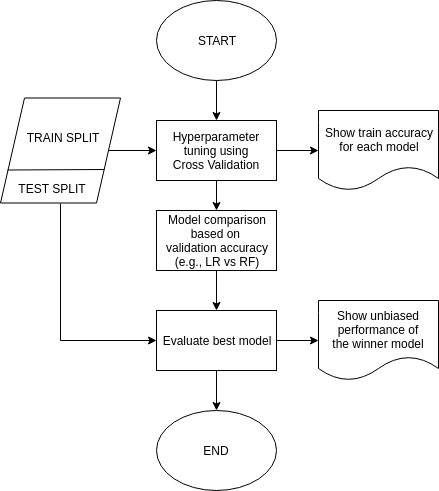 START
TRAIN SPLIT
TEST SPLIT
Hyperparameter
tuning using
Cross Validation
Show train accuracy
for each model
Model comparison
based on
validation accuracy
(e.g., LR vs RF)
Evaluate best model
Show unbiased
performance of
the winner model
END